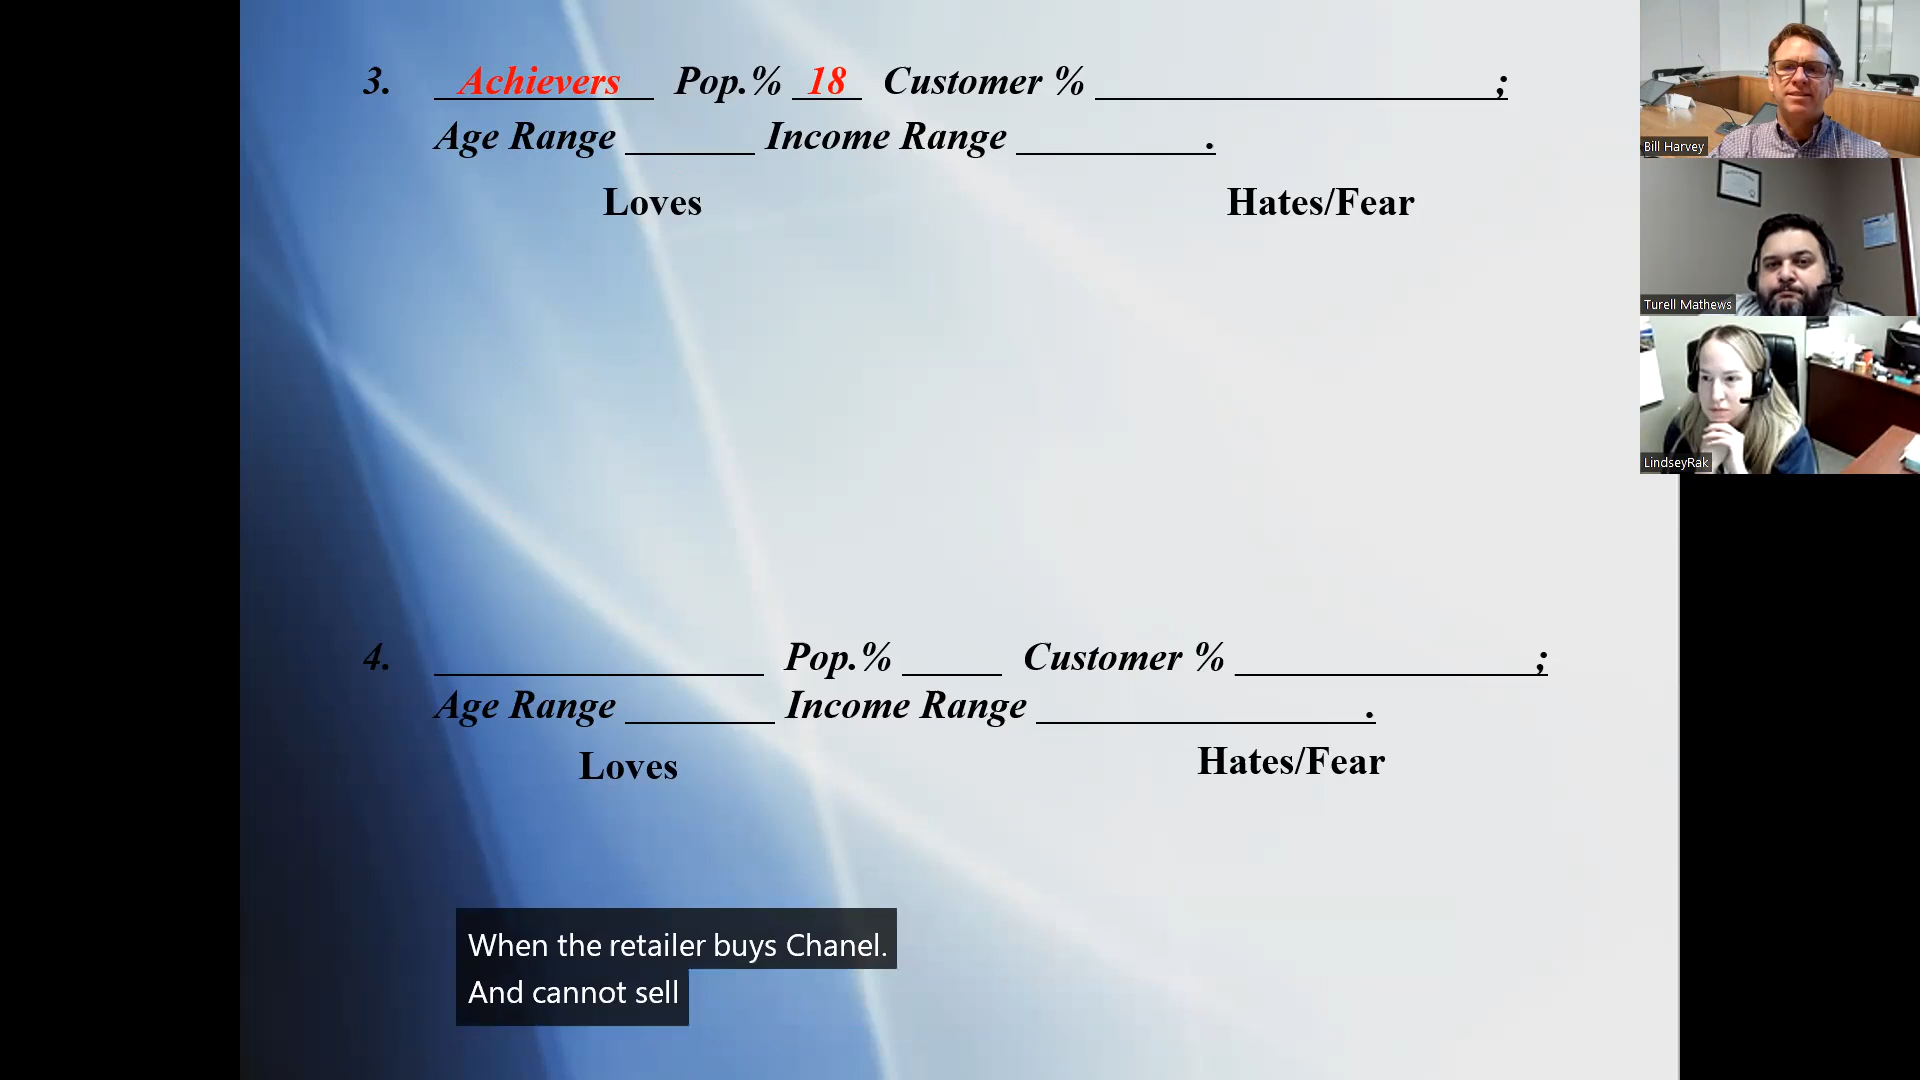 3. Achievers Pop.% 18 Customer % ;
Age Range Income Range .
Loves Hates/Fear
4. Pop.% Customer % ;
Age Range Income Range .
Loves Hates/Fear
When the retailer buys Chanel.
And cannot sell
Bill Harvey
Turell Mathews
LindseyRak